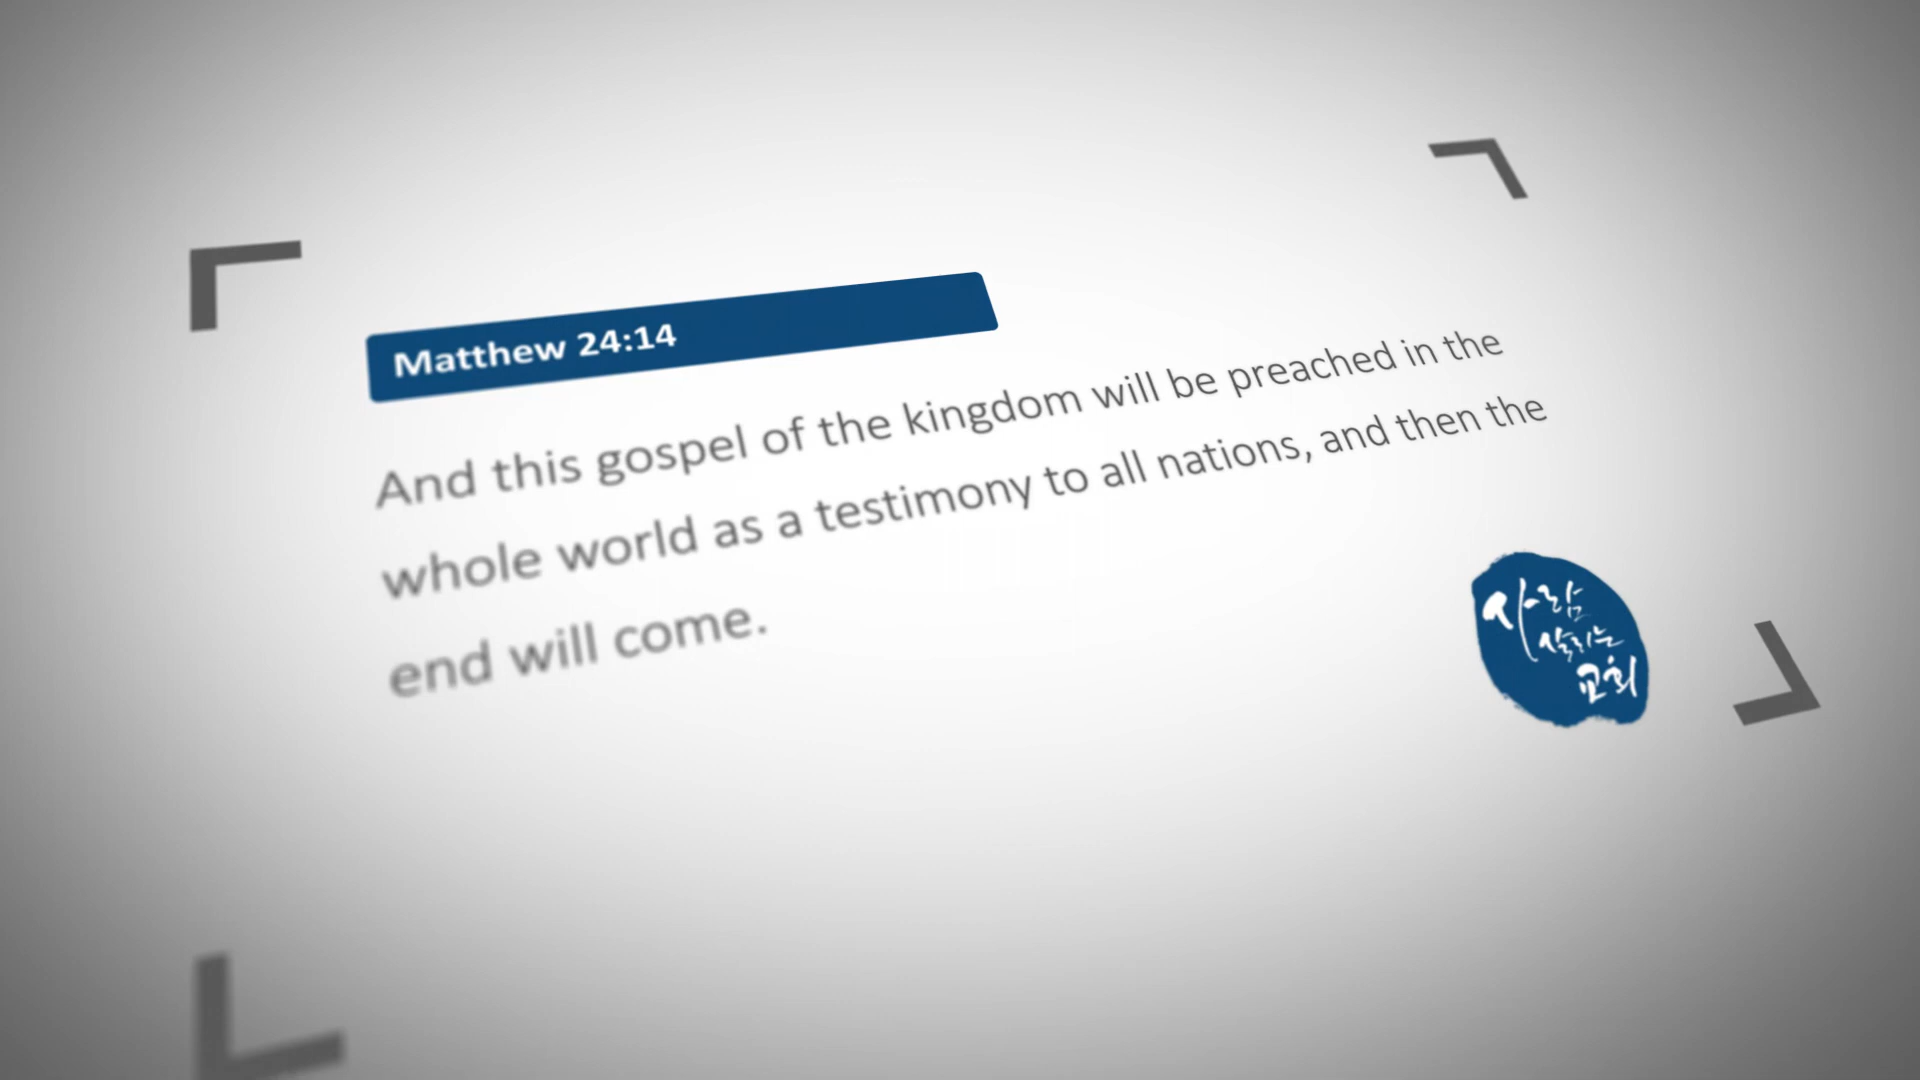 Matthew 24:14
And this gospel of the kingdom will be preached in the
whole world as a testimony to all nations, and then the
end will come.
사람
살리는
교회